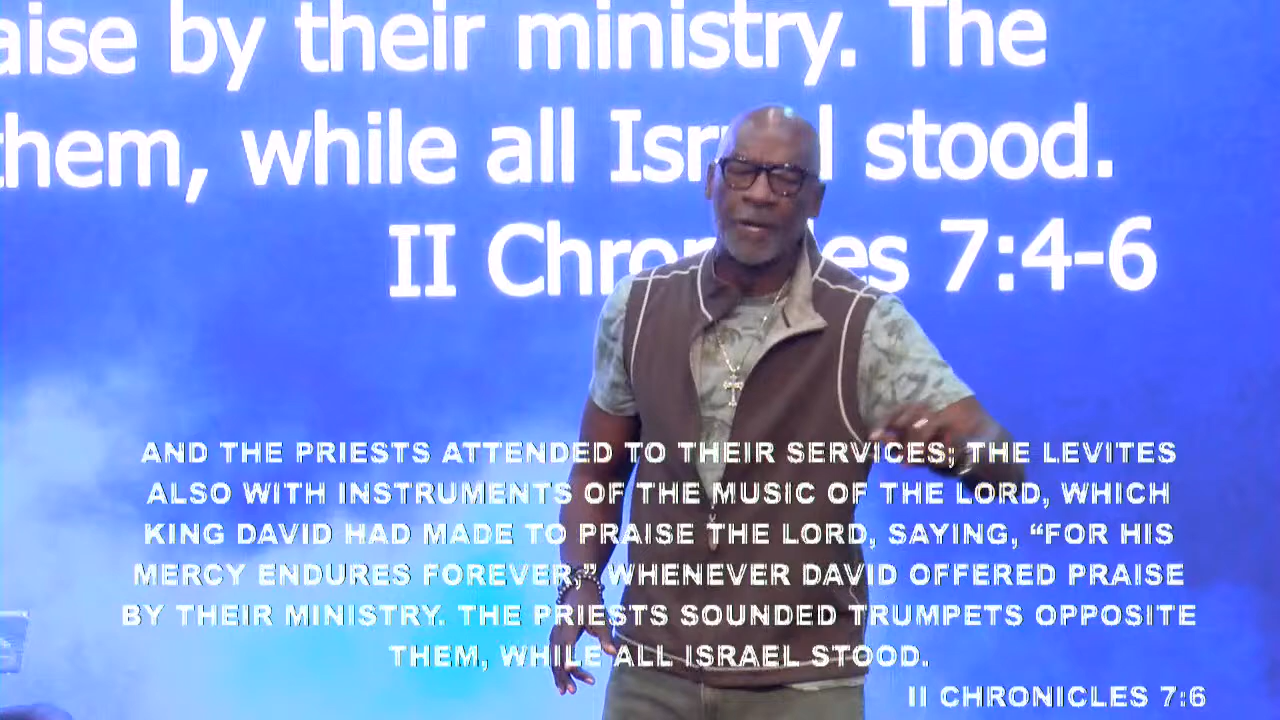 aise by their ministry. The
them, while all Israel stood.
II Chronicles 7:4-6
AND THE PRIESTS ATTENDED TO THEIR SERVICES; THE LEVITES
ALSO WITH INSTRUMENTS OF THE MUSIC OF THE LORD, WHICH
KING DAVID HAD MADE TO PRAISE THE LORD, SAYING, “FOR HIS
MERCY ENDURES FOREVER,” WHENEVER DAVID OFFERED PRAISE
BY THEIR MINISTRY. THE PRIESTS SOUNDED TRUMPETS OPPOSITE
THEM, WHILE ALL ISRAEL STOOD.
II CHRONICLES 7:6